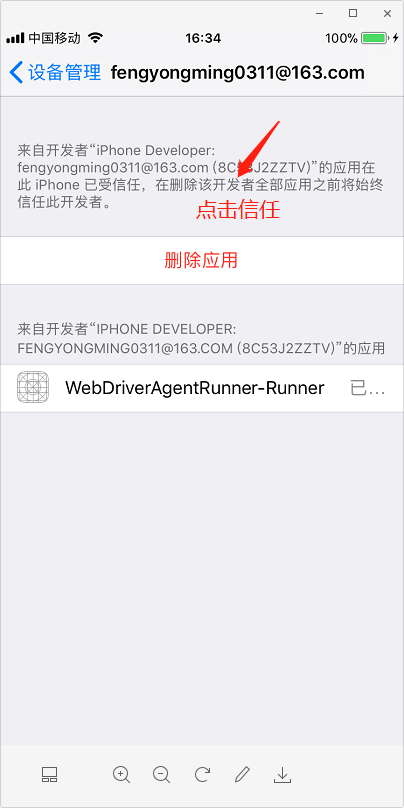 中国移动 16:34 100%
设备管理 fengyongming0311@163.com
来自开发者“iPhone Developer:
fengyongming0311@163.com (8C53J2ZZTV)”的应用在
此 iPhone 已受信任，在删除该开发者全部应用之前将始终
信任此开发者。
点击信任
删除应用
来自开发者“IPHONE DEVELOPER:
FENGYONGMING0311@163.COM (8C53J2ZZTV)”的应用
WebDriverAgentRunner-Runner 已...